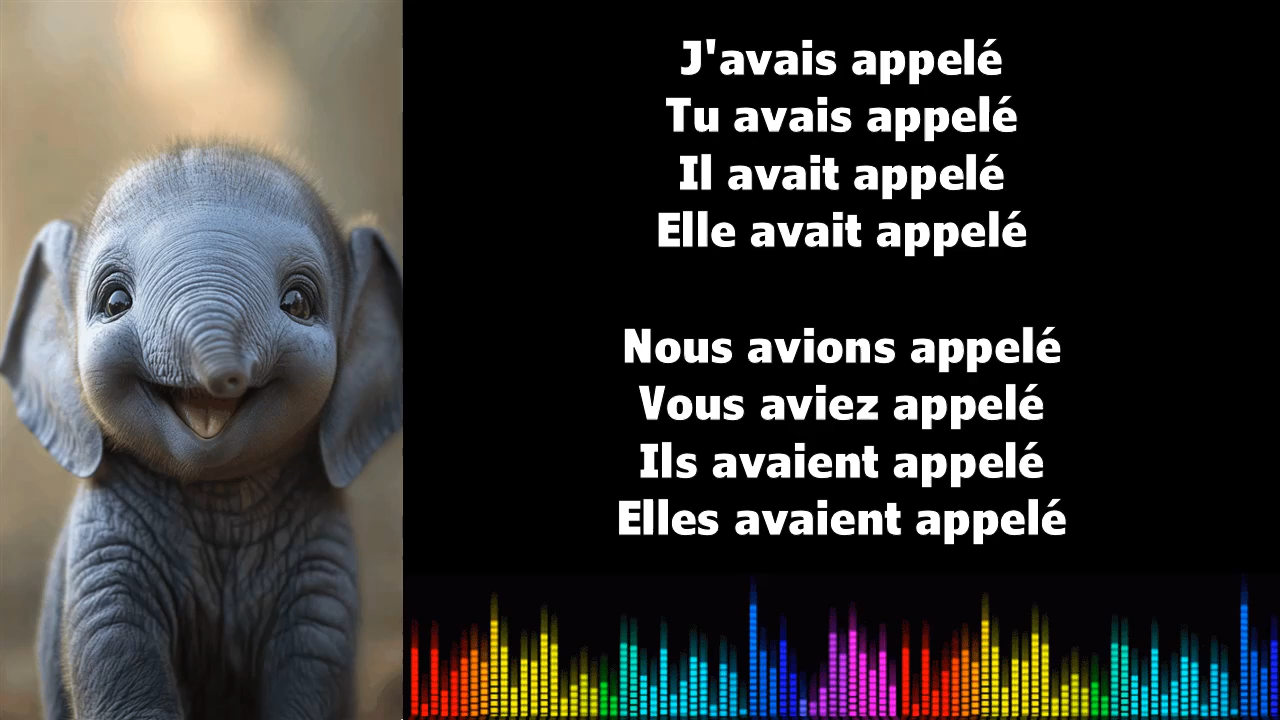 J'avais appelé
Tu avais appelé
Il avait appelé
Elle avait appelé
Nous avions appelé
Vous aviez appelé
Ils avaient appelé
Elles avaient appelé